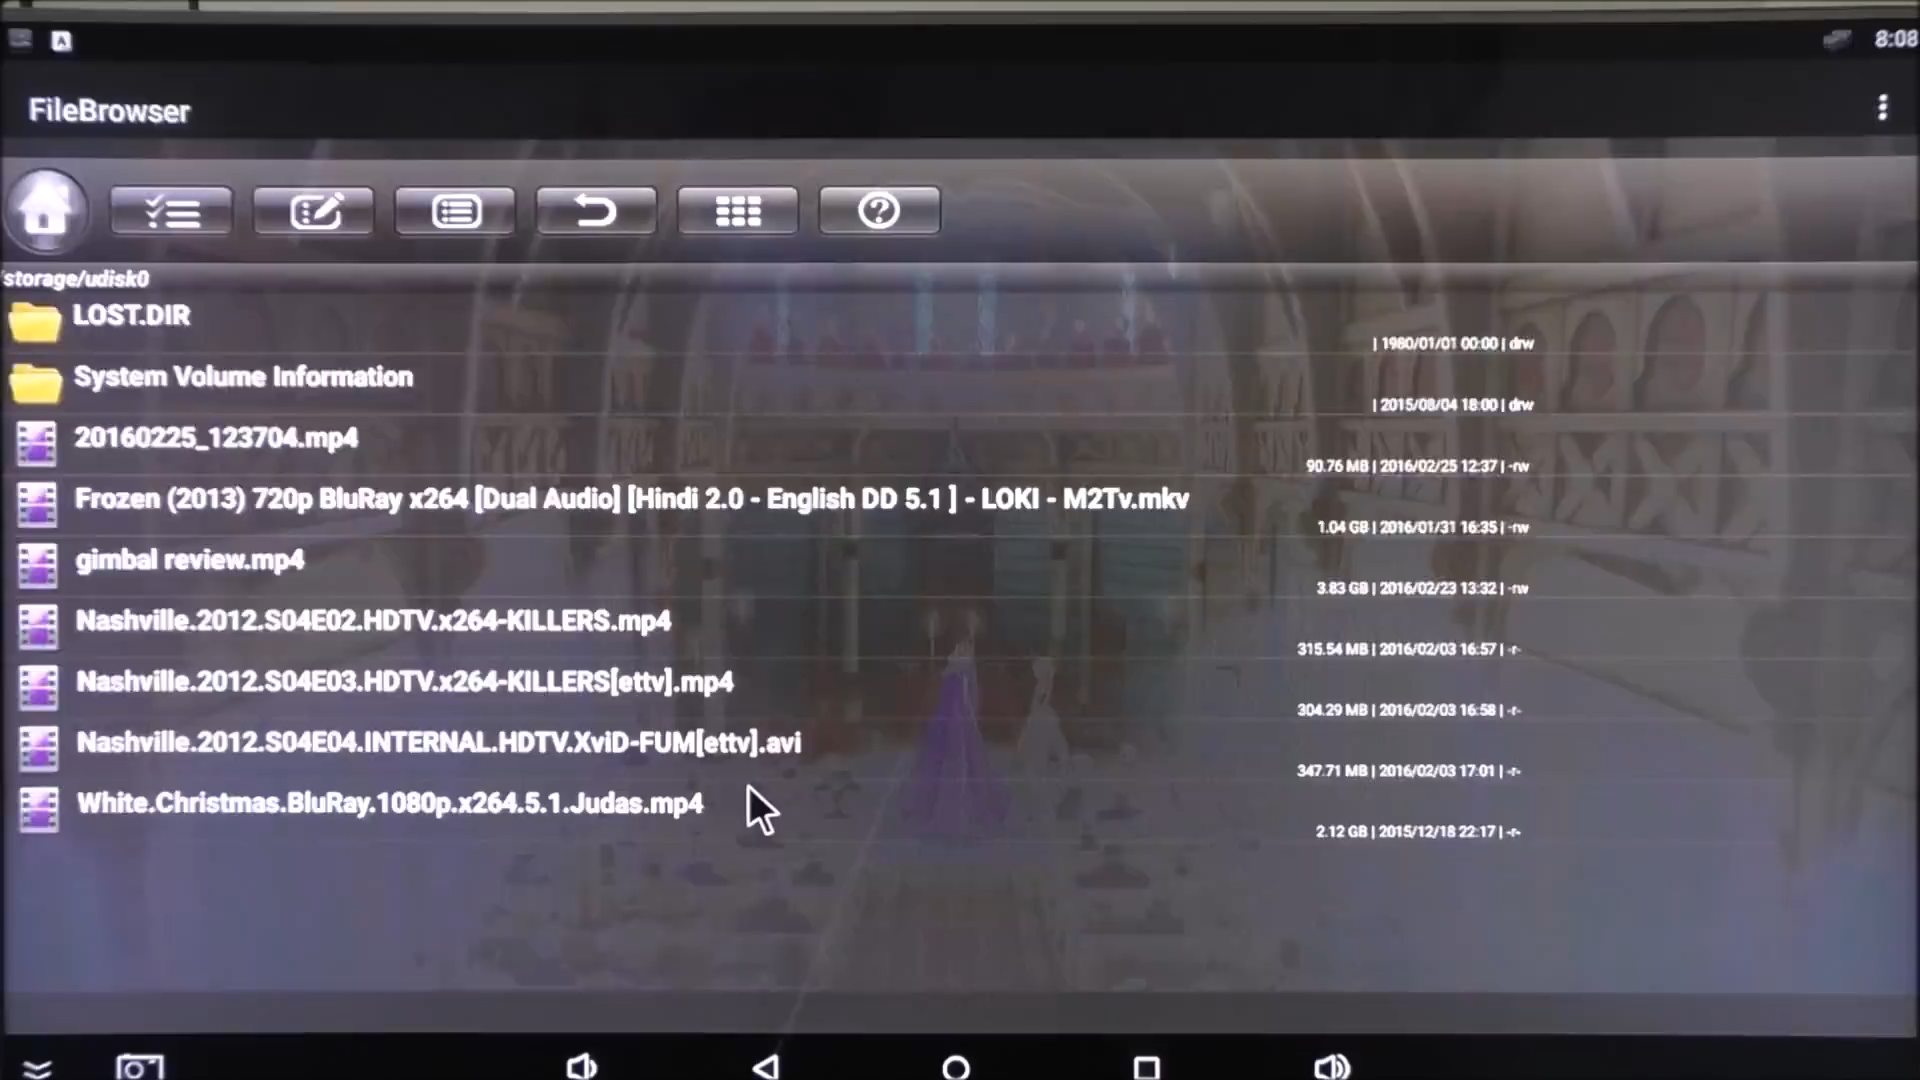 8:08
FileBrowser
/storage/udisk0
LOST.DIR
| 1980/01/01 00:00 | drw
System Volume Information
| 2015/08/04 18:00 | drw
20160225_123704.mp4
90.76 MB | 2016/02/25 12:37 | -rw
Frozen (2013) 720p BluRay x264 [Dual Audio] [Hindi 2.0 - English DD 5.1 ] - LOKI - M2Tv.mkv
1.04 GB | 2016/01/31 16:35 | -rw
gimbal review.mp4
3.83 GB | 2016/02/23 13:32 | -rw
Nashville.2012.S04E02.HDTV.x264-KILLERS.mp4
315.54 MB | 2016/02/03 16:57 | -r-
Nashville.2012.S04E03.HDTV.x264-KILLERS[ettv].mp4
304.29 MB | 2016/02/03 16:58 | -r-
Nashville.2012.S04E04.INTERNAL.HDTV.XviD-FUM[ettv].avi
347.71 MB | 2016/02/03 17:01 | -r-
White.Christmas.BluRay.1080p.x264.5.1.Judas.mp4
2.12 GB | 2015/12/18 22:17 | -r-